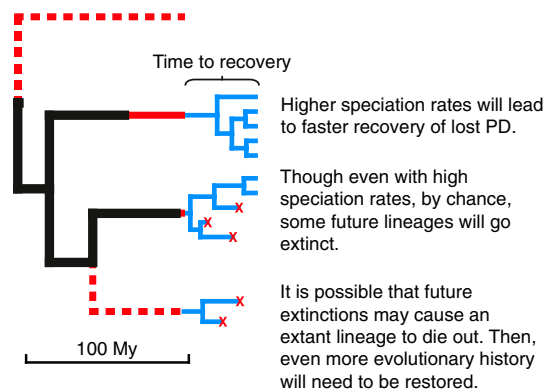 Time to recovery
Higher speciation rates will lead
to faster recovery of lost PD.
Though even with high
speciation rates, by chance,
some future lineages will go
extinct.
X
X
X
It is possible that future
extinctions may cause an
extant lineage to die out. Then,
even more evolutionary history
will need to be restored.
X
X
100 My